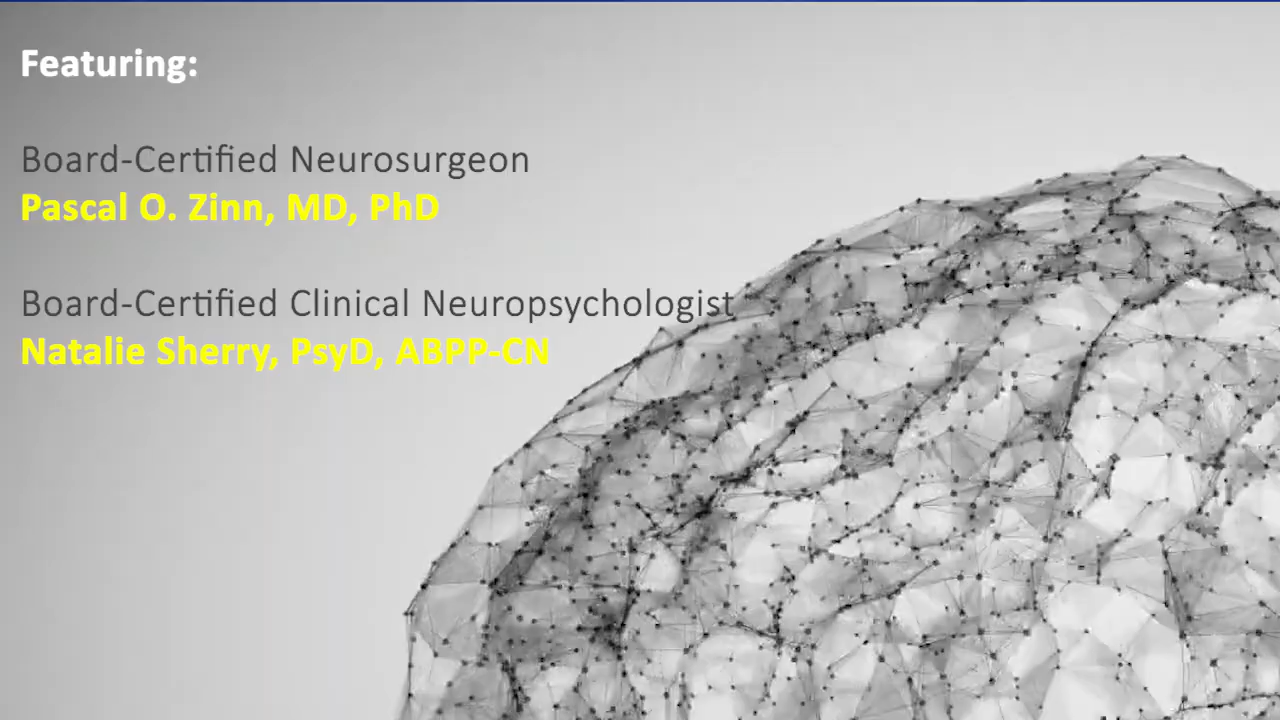 Featuring:
Board-Certified Neurosurgeon
Pascal O. Zinn, MD, PhD
Board-Certified Clinical Neuropsychologist
Natalie Sherry, PsyD, ABPP-CN